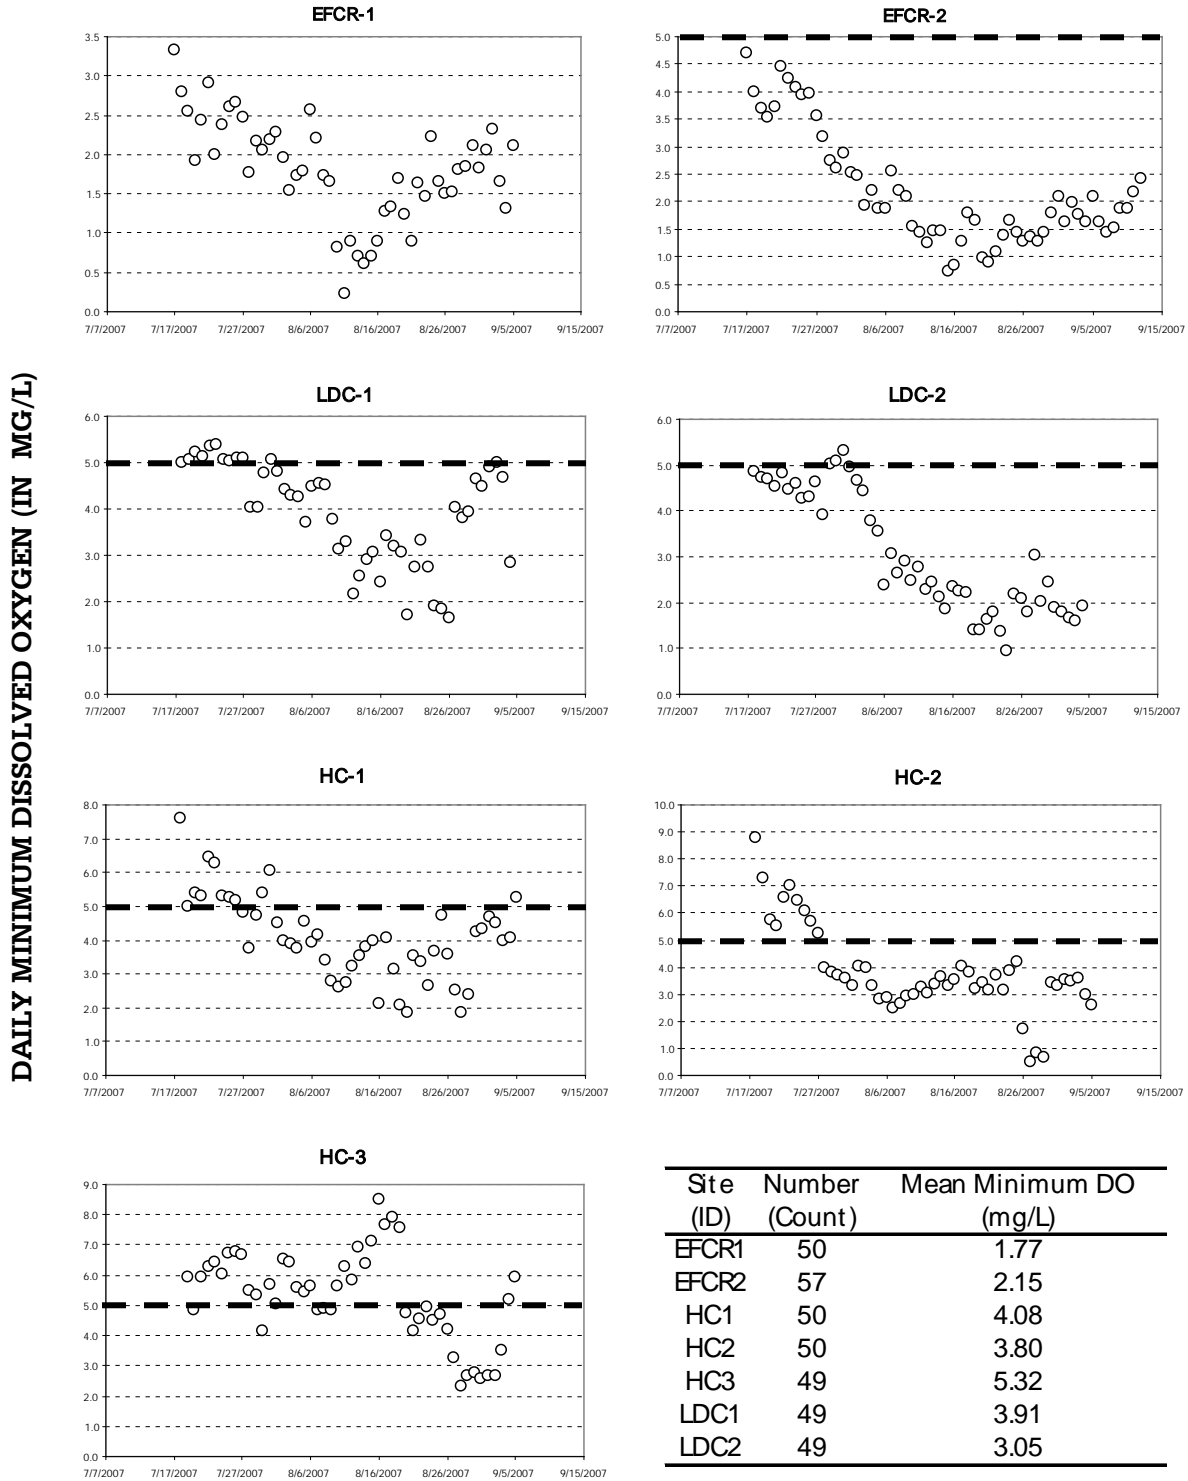 DAILY MINIMUM DISSOLVED OXYGEN (IN MG/L)
EFCR-1
3.5
3.0
2.5
2.0
1.5
1.0
0.5
0.0
7/7/2007 7/17/2007 7/27/2007 8/6/2007 8/16/2007 8/26/2007 9/5/2007 9/15/2007
EFCR-2
5.0
4.5
4.0
3.5
3.0
2.5
2.0
1.5
1.0
0.5
0.0
7/7/2007 7/17/2007 7/27/2007 8/6/2007 8/16/2007 8/26/2007 9/5/2007 9/15/2007
LDC-1
6.0
5.0
4.0
3.0
2.0
1.0
0.0
7/7/2007 7/17/2007 7/27/2007 8/6/2007 8/16/2007 8/26/2007 9/5/2007 9/15/2007
LDC-2
6.0
5.0
4.0
3.0
2.0
1.0
0.0
7/7/2007 7/17/2007 7/27/2007 8/6/2007 8/16/2007 8/26/2007 9/5/2007 9/15/2007
HC-1
8.0
7.0
6.0
5.0
4.0
3.0
2.0
1.0
0.0
7/7/2007 7/17/2007 7/27/2007 8/6/2007 8/16/2007 8/26/2007 9/5/2007 9/15/2007
HC-2
10.0
9.0
8.0
7.0
6.0
5.0
4.0
3.0
2.0
1.0
0.0
7/7/2007 7/17/2007 7/27/2007 8/6/2007 8/16/2007 8/26/2007 9/5/2007 9/15/2007
HC-3
9.0
8.0
7.0
6.0
5.0
4.0
3.0
2.0
1.0
0.0
7/7/2007 7/17/2007 7/27/2007 8/6/2007 8/16/2007 8/26/2007 9/5/2007 9/15/2007
Site Number Mean Minimum DO
(ID) (Count) (mg/L)
EFCR1 50 1.77
EFCR2 57 2.15
HC1 50 4.08
HC2 50 3.80
HC3 49 5.32
LDC1 49 3.91
LDC2 49 3.05